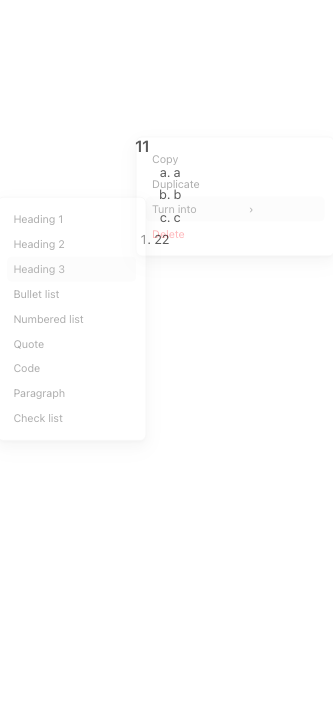 11
Copy
a. a
Duplicate
b. b
Turn into ›
c. c
Delete
1. 22
Heading 1
Heading 2
Heading 3
Bullet list
Numbered list
Quote
Code
Paragraph
Check list